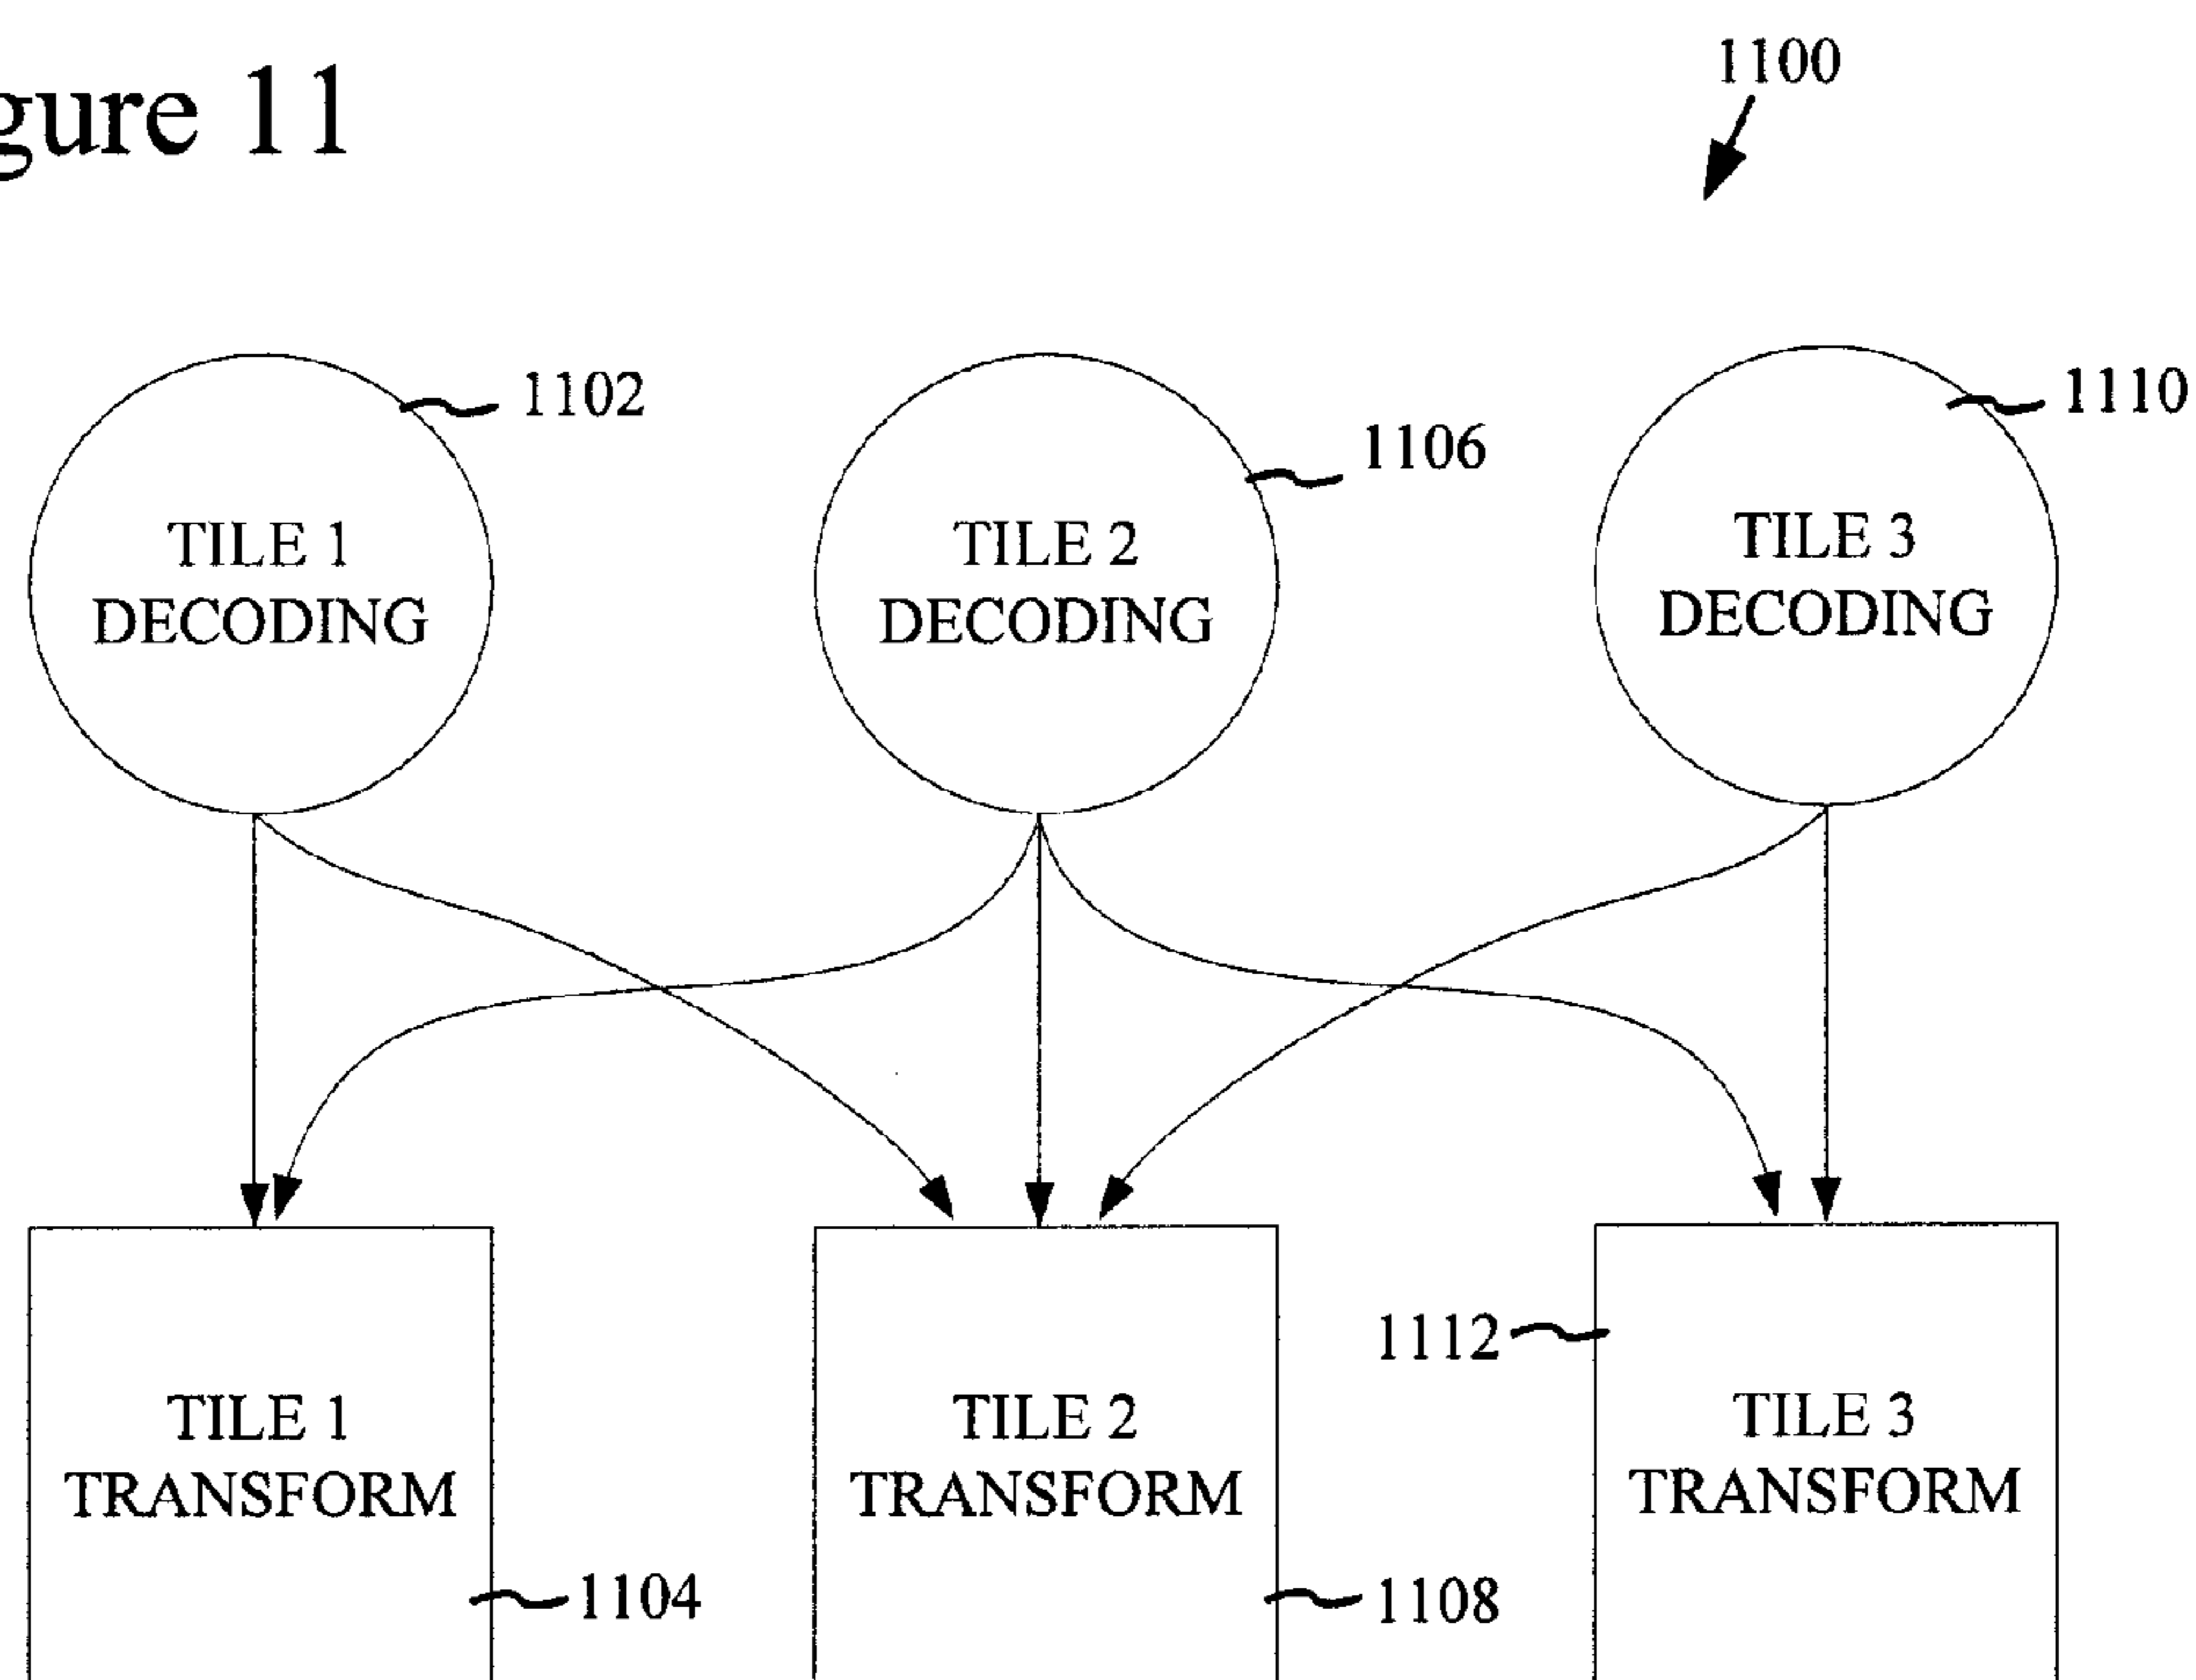 gure 11
1100
1102
1106
1110
TILE 1
DECODING
TILE 2
DECODING
TILE 3
DECODING
1112
TILE 1
TRANSFORM
TILE 2
TRANSFORM
TILE 3
TRANSFORM
1104
1108